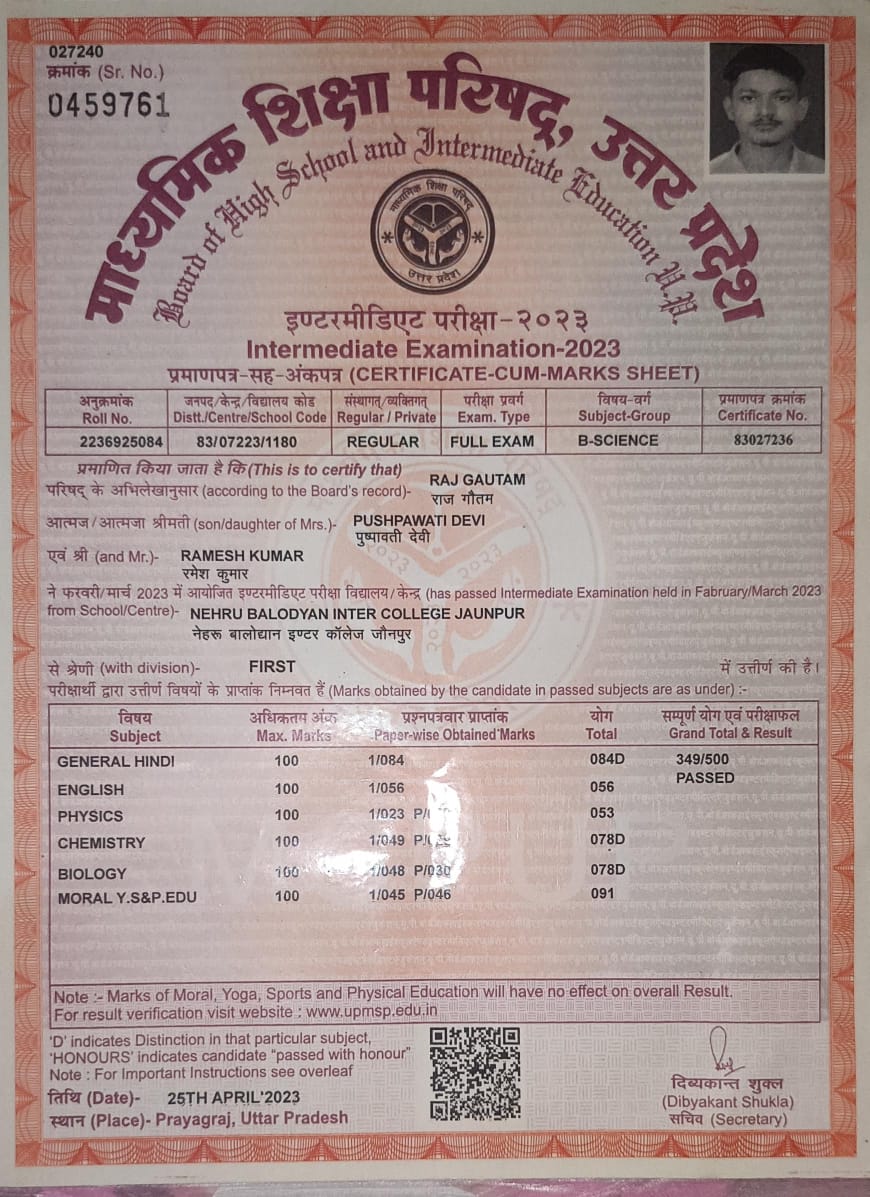 027240
क्रमांक (Sr. No.)
0459761
माध्यमिक शिक्षा परिषद्, उत्तर प्रदेश
Board of High School and Intermediate Education U.P.
माध्यमिक शिक्षा परिषद्
उत्तर प्रदेश
इण्टरमीडिएट परीक्षा-२०२३
Intermediate Examination-2023
प्रमाणपत्र-सह-अंकपत्र (CERTIFICATE-CUM-MARKS SHEET)
अनुक्रमांक जनपद/केन्द्र/विद्यालय कोड संस्थागत/व्यक्तिगत परीक्षा प्रवर्ग विषय-वर्ग प्रमाणपत्र क्रमांक
Roll No. Distt./Centre/School Code Regular / Private Exam. Type Subject-Group Certificate No.
2236925084 83/07223/1180 REGULAR FULL EXAM B-SCIENCE 83027236
प्रमाणित किया जाता है कि (This is to certify that)
परिषद् के अभिलेखानुसार (according to the Board's record)- RAJ GAUTAM
राज गौतम
आत्मज/आत्मजा श्रीमती (son/daughter of Mrs.)- PUSHPAWATI DEVI
पुष्पावती देवी
एवं श्री (and Mr.)- RAMESH KUMAR
रमेश कुमार
ने फरवरी/मार्च 2023 में आयोजित इण्टरमीडिएट परीक्षा विद्यालय/केन्द्र (has passed Intermediate Examination held in Fabruary/March 2023
from School/Centre)- NEHRU BALODYAN INTER COLLEGE JAUNPUR
नेहरू बालोद्यान इण्टर कॉलेज जौनपुर
से श्रेणी (with division)- FIRST में उत्तीर्ण की है।
परीक्षार्थी द्वारा उत्तीर्ण विषयों के प्राप्तांक निम्नवत हैं (Marks obtained by the candidate in passed subjects are as under) :-
विषय अधिकतम अंक प्रश्नपत्रवार प्राप्तांक योग सम्पूर्ण योग एवं परीक्षाफल
Subject Max. Marks Paper-wise Obtained Marks Total Grand Total & Result
GENERAL HINDI 100 1/084 084D 349/500
PASSED
ENGLISH 100 1/056 056
PHYSICS 100 1/023 053
CHEMISTRY 100 1/049 078D
BIOLOGY 100 1/048 P/030 078D
MORAL Y.S&P.EDU 100 1/045 P/046 091
Note :- Marks of Moral, Yoga, Sports and Physical Education will have no effect on overall Result.
For result verification visit website : www.upmsp.edu.in
'D' indicates Distinction in that particular subject,
'HONOURS' indicates candidate "passed with honour"
Note : For Important Instructions see overleaf
तिथि (Date)- 25TH APRIL'2023
स्थान (Place)- Prayagraj, Uttar Pradesh
दिव्यकान्त शुक्ल
(Dibyakant Shukla)
सचिव (Secretary)